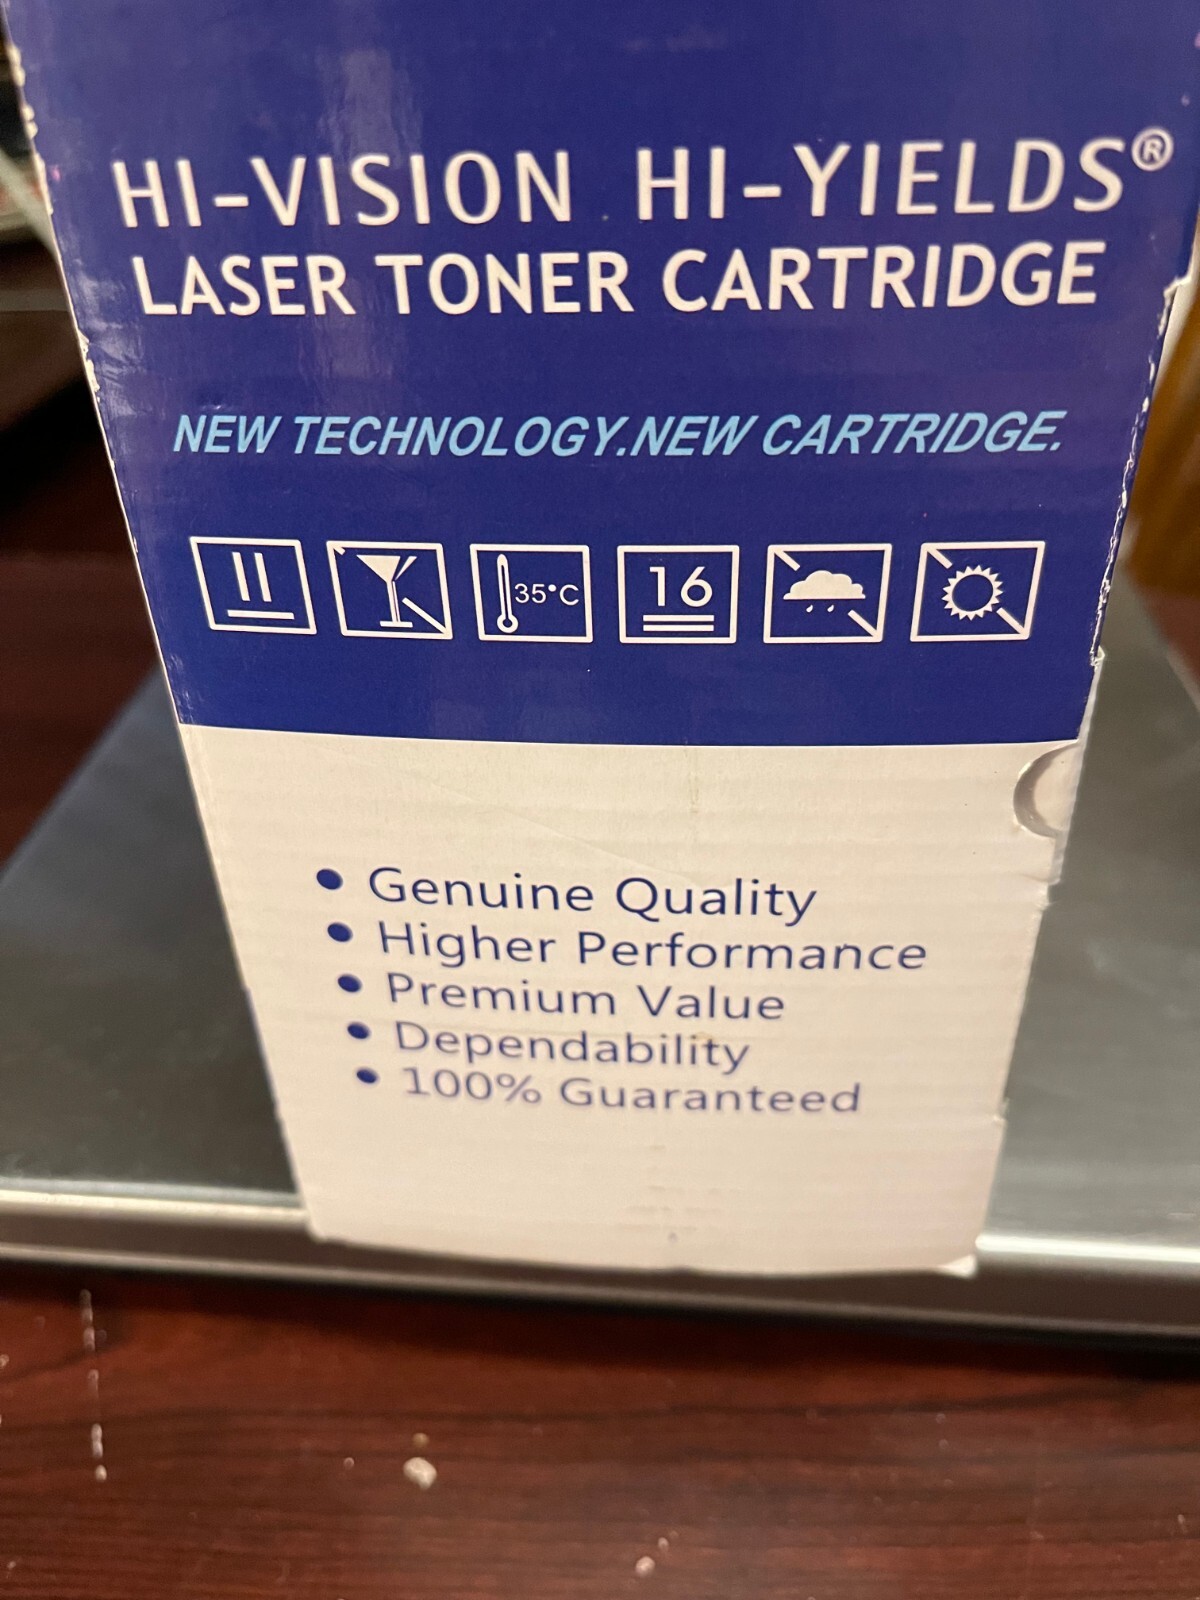 HI-VISION HI-YIELDS®
LASER TONER CARTRIDGE
NEW TECHNOLOGY.NEW CARTRIDGE.
35°C
16
• Genuine Quality
• Higher Performance
• Premium Value
• Dependability
• 100% Guaranteed